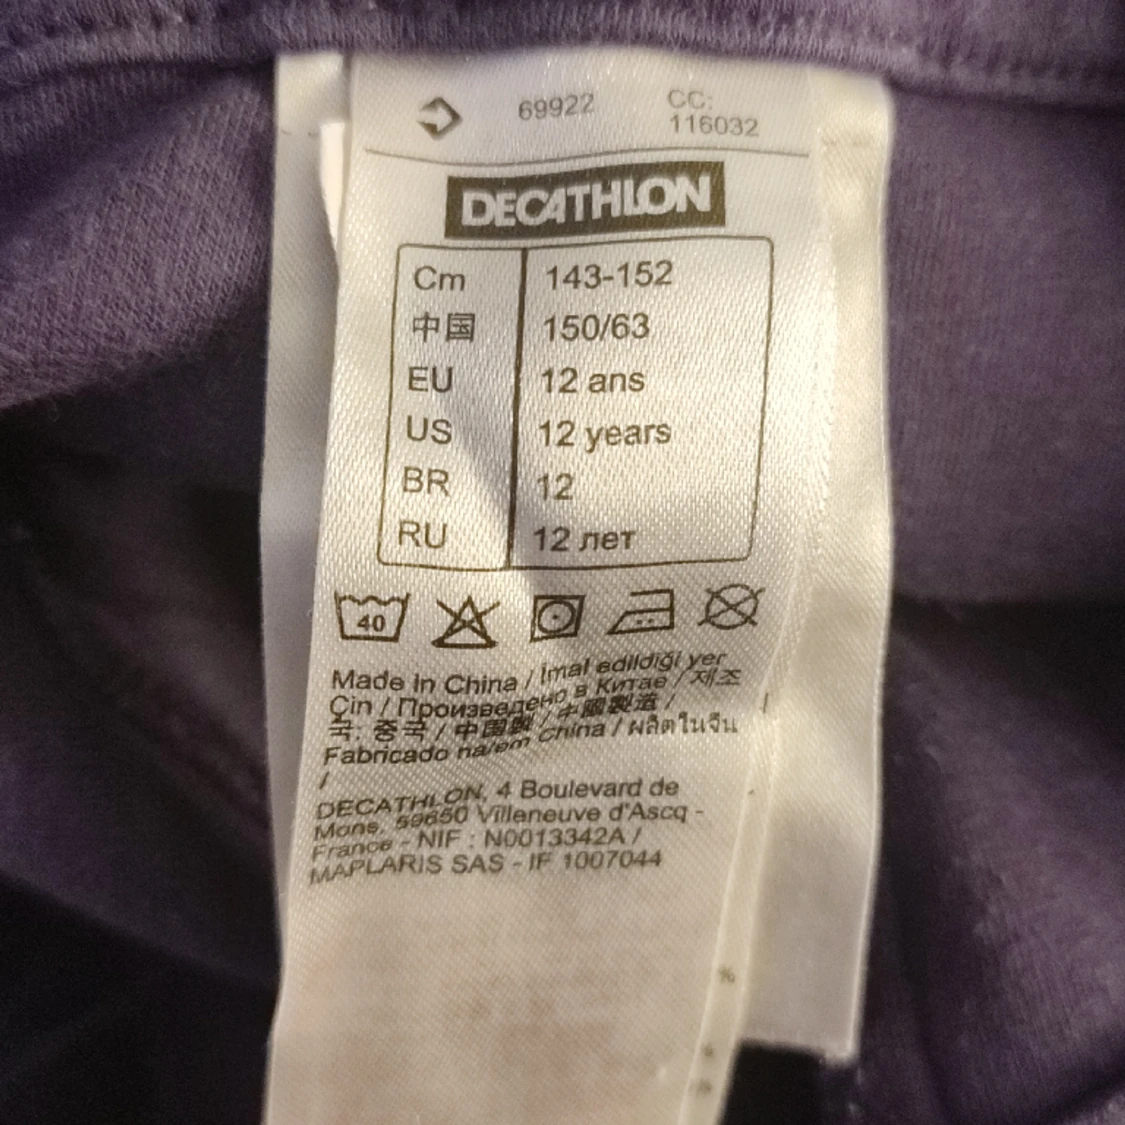 69922
CC:
116032
DECATHLON
Cm 143-152
中国 150/63
EU 12 ans
US 12 years
BR 12
RU 12 лет
40
Made in China / İmal edildiği yer
Çin / Произведено в Китае / 제조
국: 중국 / 中国製 / 中國製造 /
Fabricado na/em China / ผลิตในจีน
/
DECATHLON, 4 Boulevard de
Mons, 59650 Villeneuve d'Ascq -
France - NIF : N0013342A /
MAPLARIS SAS - IF 1007044
%